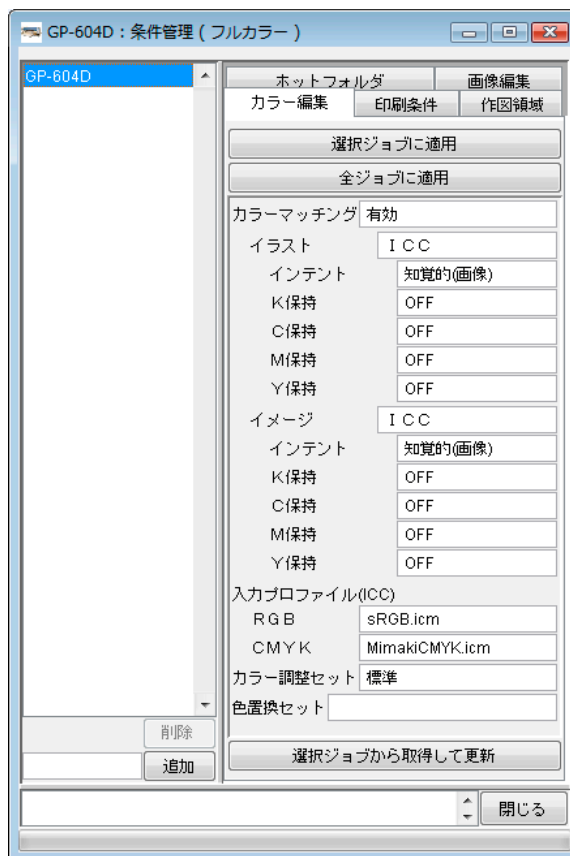 GP-604D：条件管理(フルカラー)
GP-604D
ホットフォルダ 画像編集
カラー編集 印刷条件 作図領域
選択ジョブに適用
全ジョブに適用
カラーマッチング 有効
イラスト ＩＣＣ
インテント 知覚的(画像)
K保持 OFF
C保持 OFF
M保持 OFF
Y保持 OFF
イメージ ＩＣＣ
インテント 知覚的(画像)
K保持 OFF
C保持 OFF
M保持 OFF
Y保持 OFF
入力プロファイル(ICC)
ＲＧＢ sRGB.icm
ＣＭＹＫ MimakiCMYK.icm
カラー調整セット 標準
色置換セット
削除
追加
選択ジョブから取得して更新
閉じる